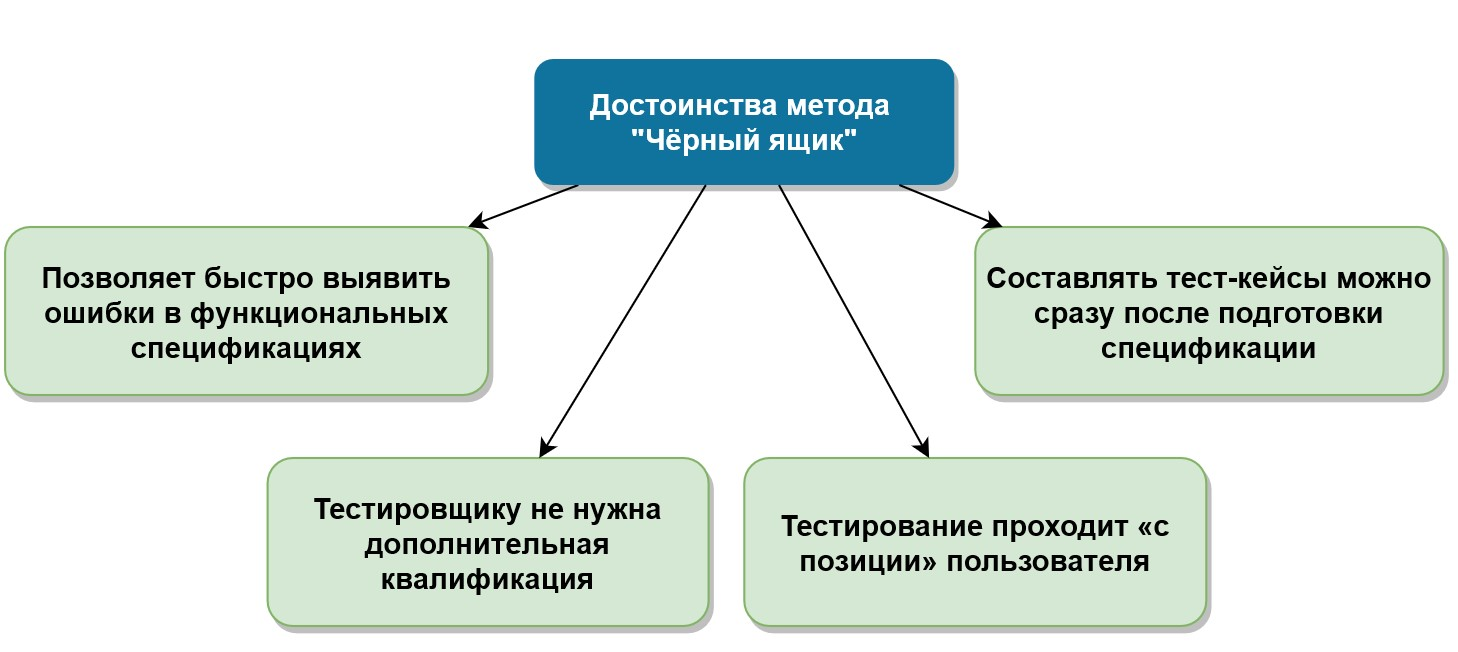 Достоинства метода
"Чёрный ящик"
Позволяет быстро выявить
ошибки в функциональных
спецификациях
Составлять тест-кейсы можно
сразу после подготовки
спецификации
Тестировщику не нужна
дополнительная
квалификация
Тестирование проходит «с
позиции» пользователя